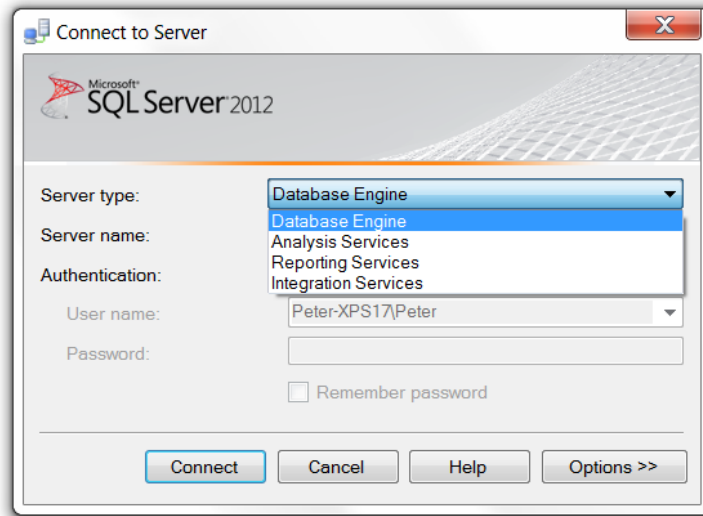 Connect to Server
Microsoft®
SQL Server® 2012
Server type:
Database Engine
Database Engine
Analysis Services
Reporting Services
Integration Services
Server name:
Authentication:
User name:
Peter-XPS17\Peter
Password:
Remember password
Connect
Cancel
Help
Options >>